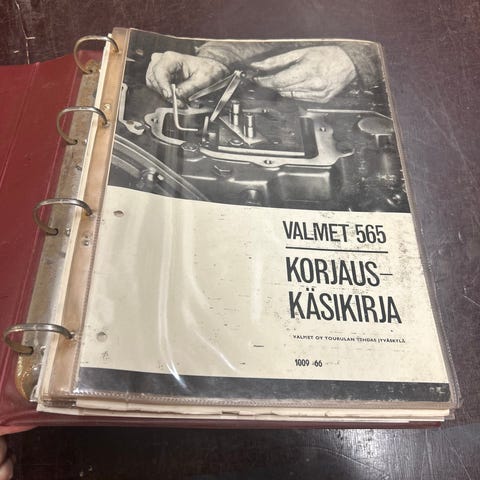 VALMET 565
KORJAUS-
KÄSIKIRJA
VALMET OY TOURULAN TEHDAS JYVÄSKYLÄ
1009 -66